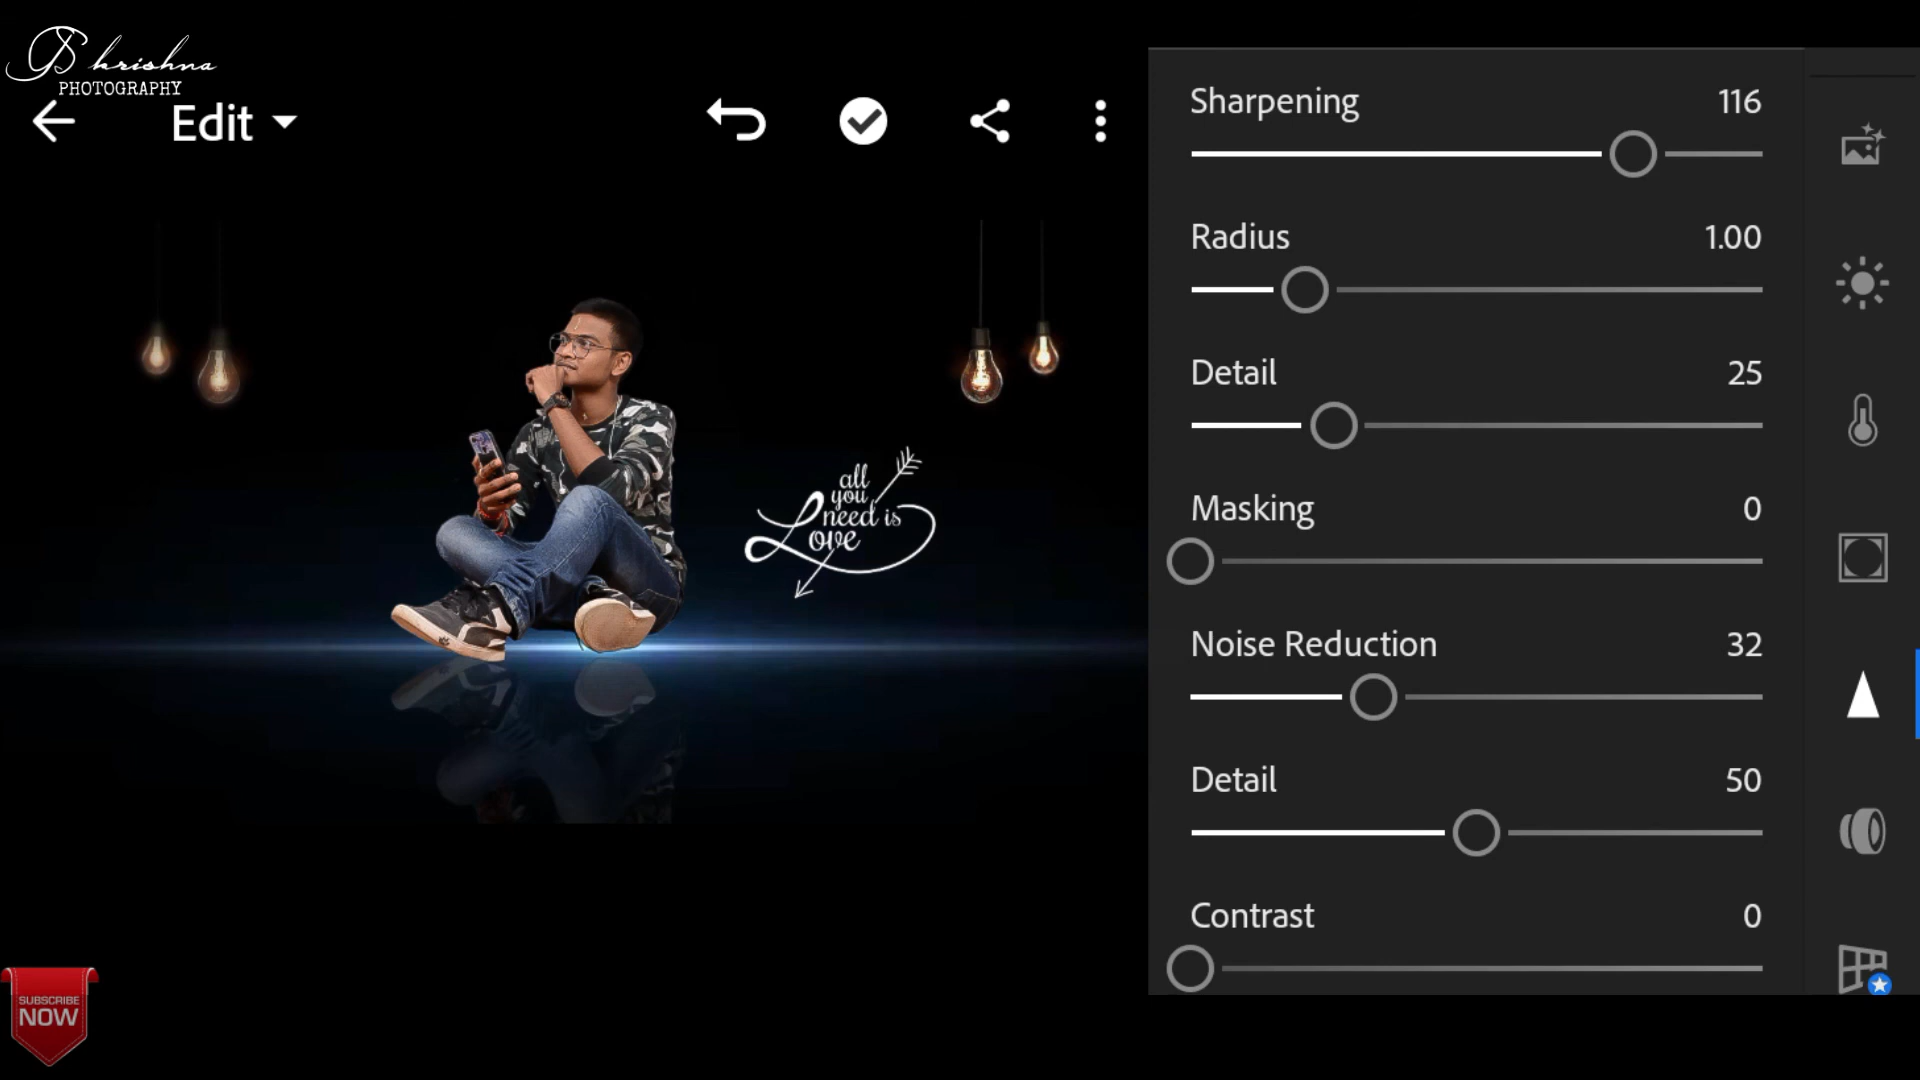 B krishna
PHOTOGRAPHY
Edit
all
you
need is
Love
Sharpening 116
Radius 1.00
Detail 25
Masking 0
Noise Reduction 32
Detail 50
Contrast 0
SUBSCRIBE
NOW